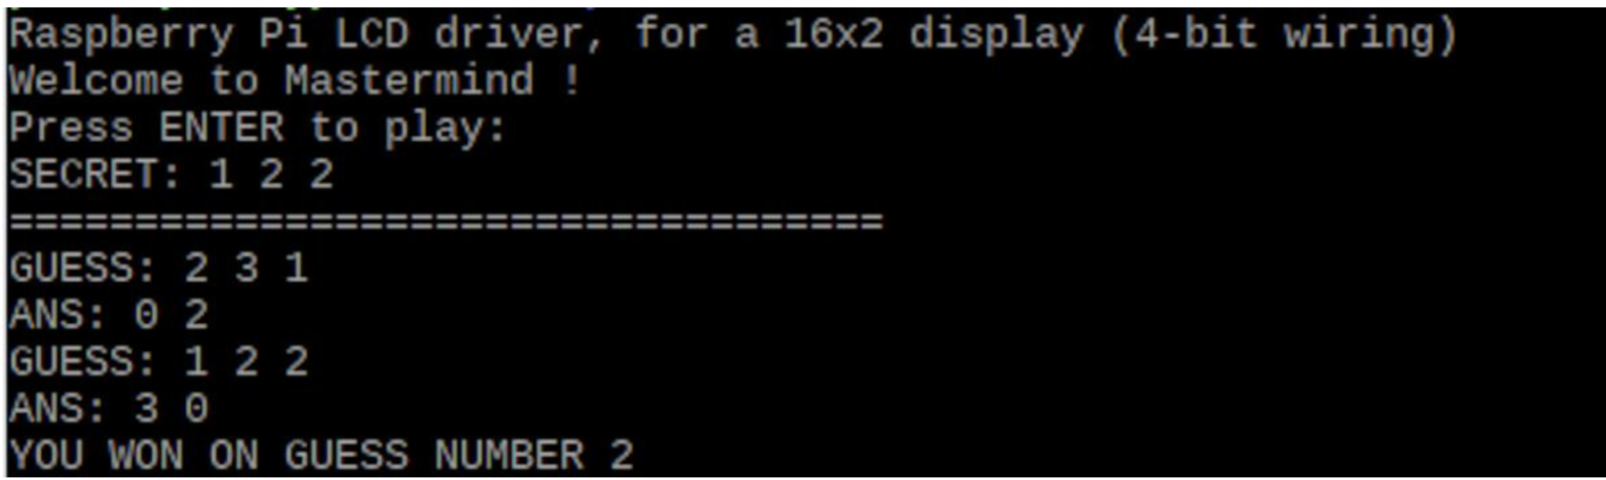 Raspberry Pi LCD driver, for a 16x2 display (4-bit wiring)
Welcome to Mastermind !
Press ENTER to play:
SECRET: 1 2 2
===================================
GUESS: 2 3 1
ANS: 0 2
GUESS: 1 2 2
ANS: 3 0
YOU WON ON GUESS NUMBER 2